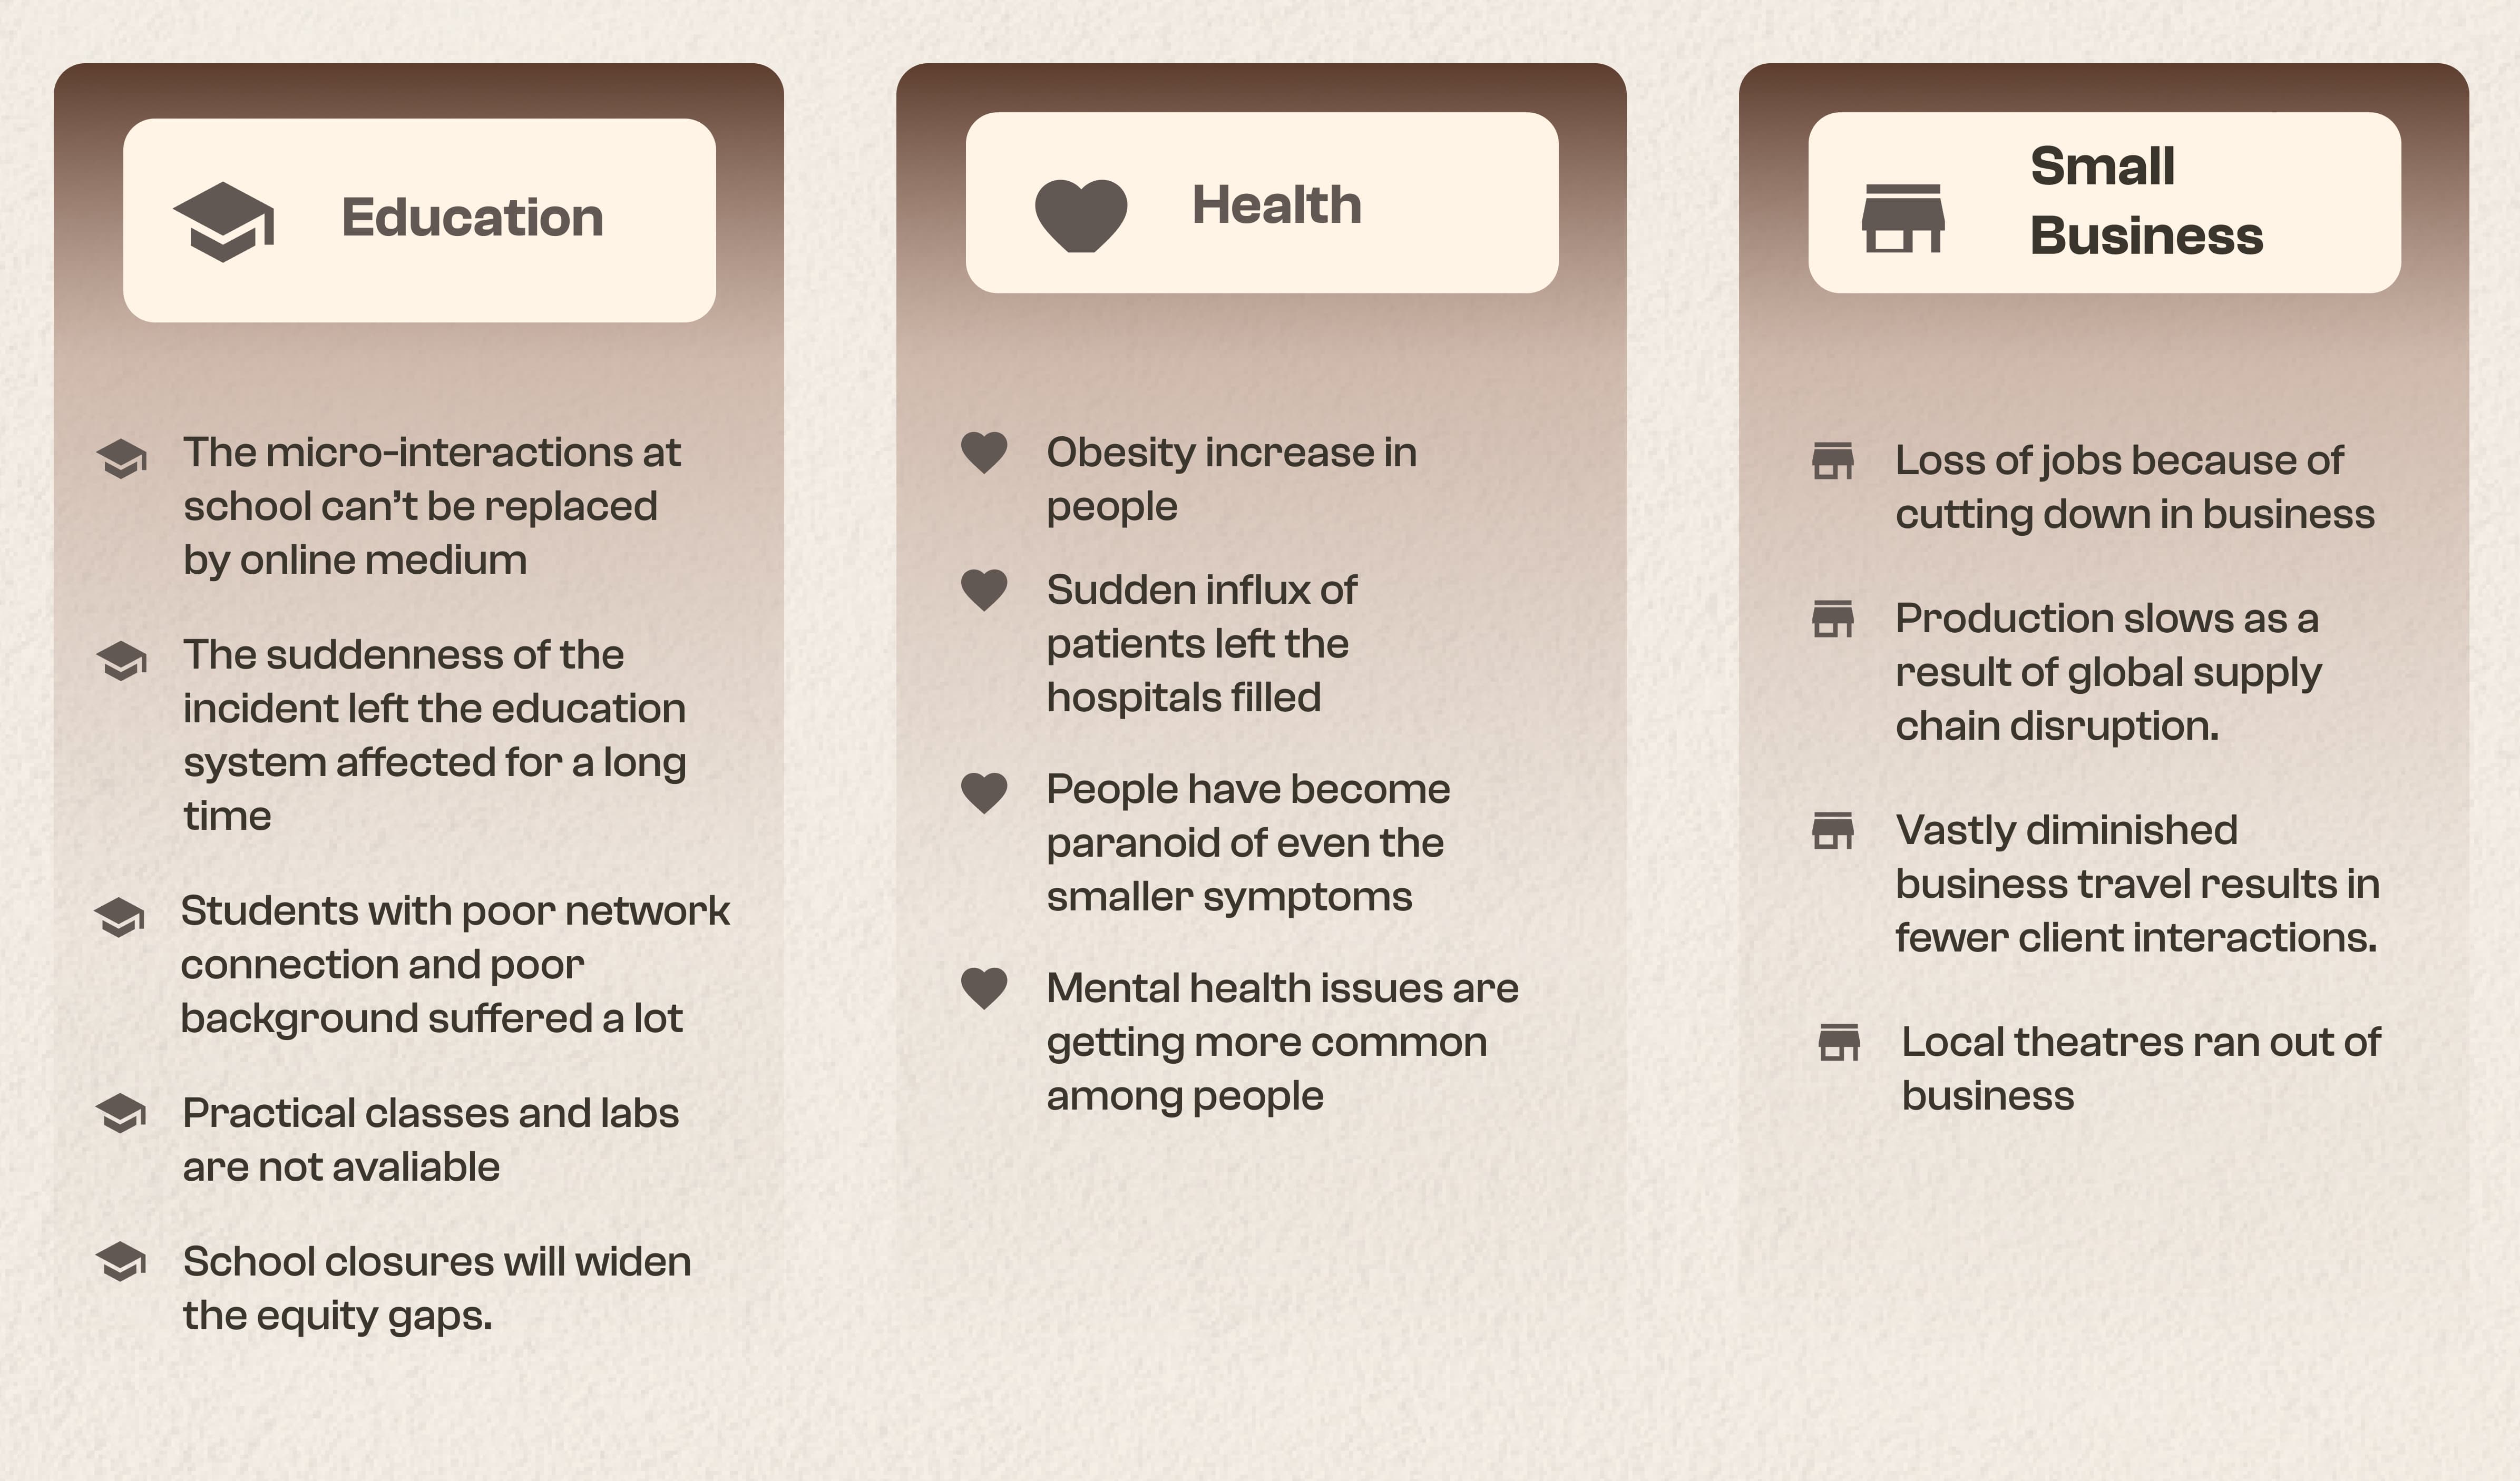 Education
The micro-interactions at
school can’t be replaced
by online medium
The suddenness of the
incident left the education
system affected for a long
time
Students with poor network
connection and poor
background suffered a lot
Practical classes and labs
are not avaliable
School closures will widen
the equity gaps.
Health
Obesity increase in
people
Sudden influx of
patients left the
hospitals filled
People have become
paranoid of even the
smaller symptoms
Mental health issues are
getting more common
among people
Small
Business
Loss of jobs because of
cutting down in business
Production slows as a
result of global supply
chain disruption.
Vastly diminished
business travel results in
fewer client interactions.
Local theatres ran out of
business